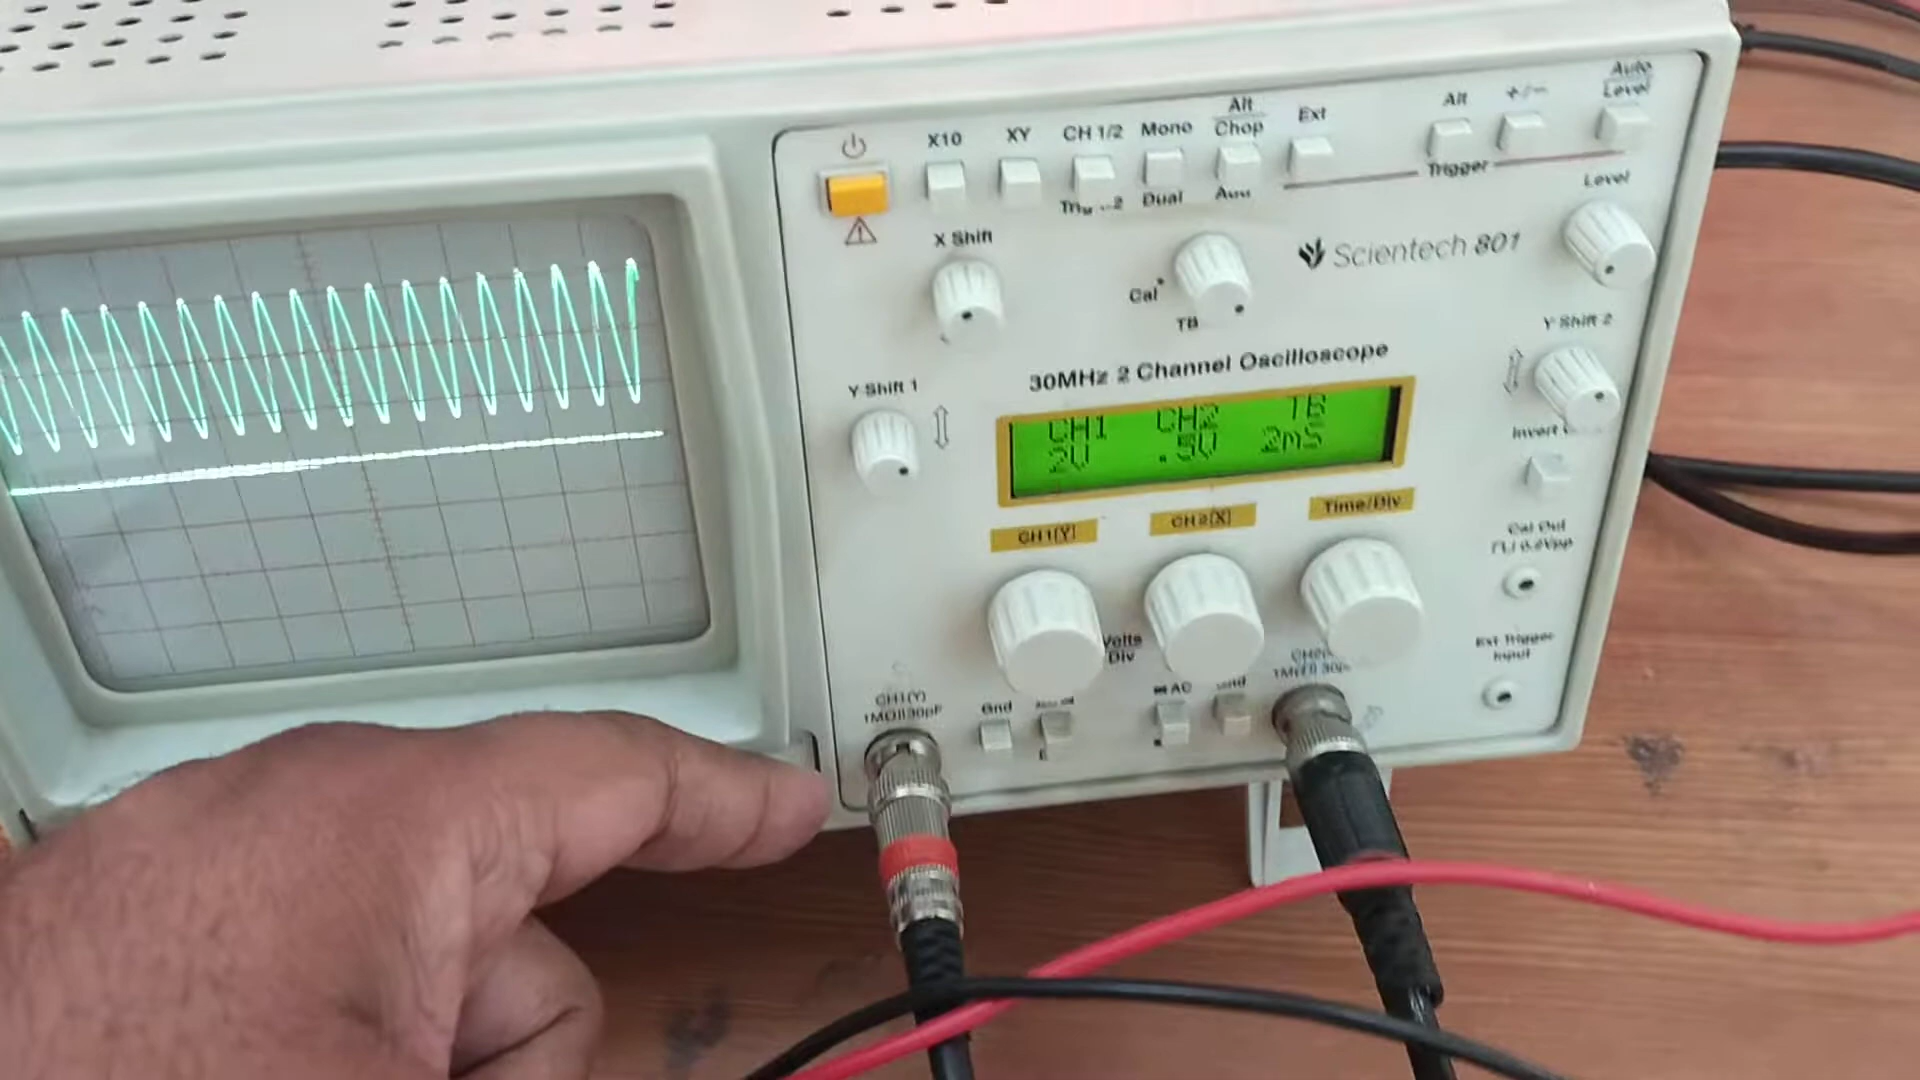 X10
XY
CH 1/2
Mono
Alt
Chop
Ext
Alt
+/−
Auto
Level
Dual
Trigger
X Shift
Level
Scientech 801
Cal
TB
Y Shift 2
30MHz 2 Channel Oscilloscope
Y Shift 1
CH1 CH2 TB
2V .5V 2mS
Invert
CH1(Y)
CH2(X)
Time/Div
Cal Out
Volts
Div
Ext Trigger
Input
CH1(Y)
1MΩ||30pF
Gnd
AC